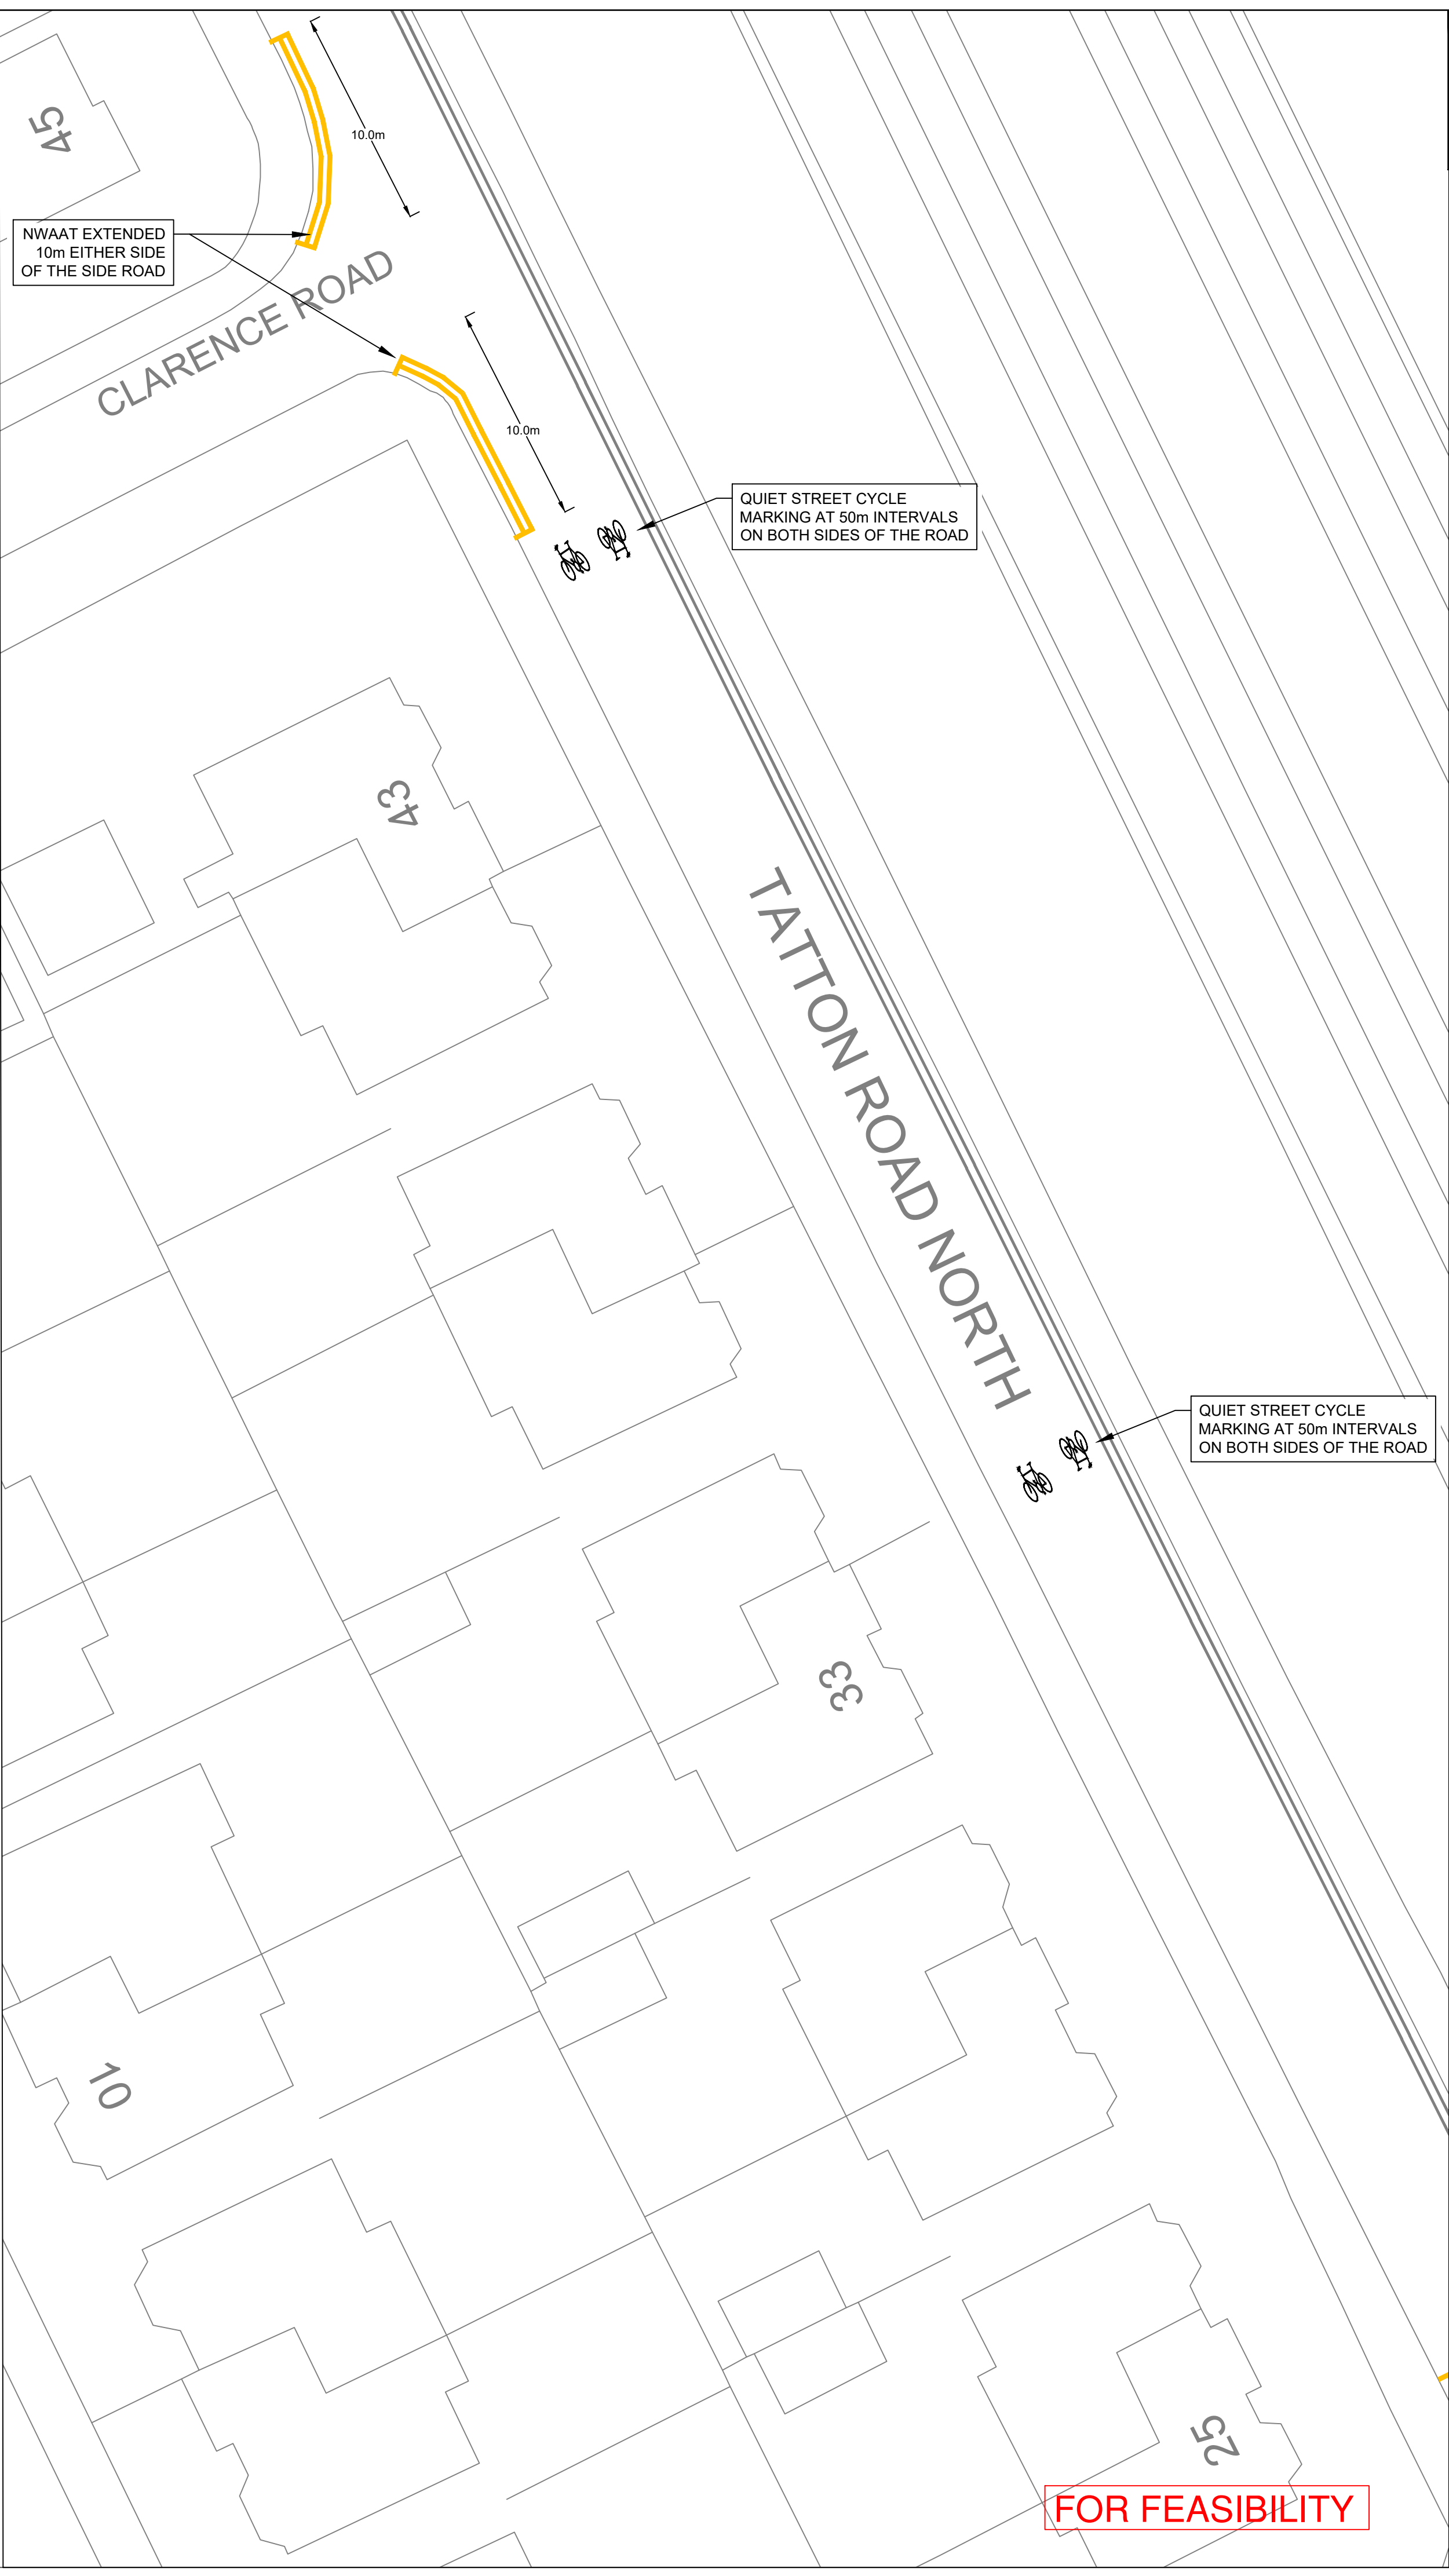 45
10.0m
NWAAT EXTENDED
10m EITHER SIDE
OF THE SIDE ROAD
CLARENCE ROAD
10.0m
QUIET STREET CYCLE
MARKING AT 50m INTERVALS
ON BOTH SIDES OF THE ROAD
43
TATTON ROAD NORTH
QUIET STREET CYCLE
MARKING AT 50m INTERVALS
ON BOTH SIDES OF THE ROAD
33
10
25
FOR FEASIBILITY